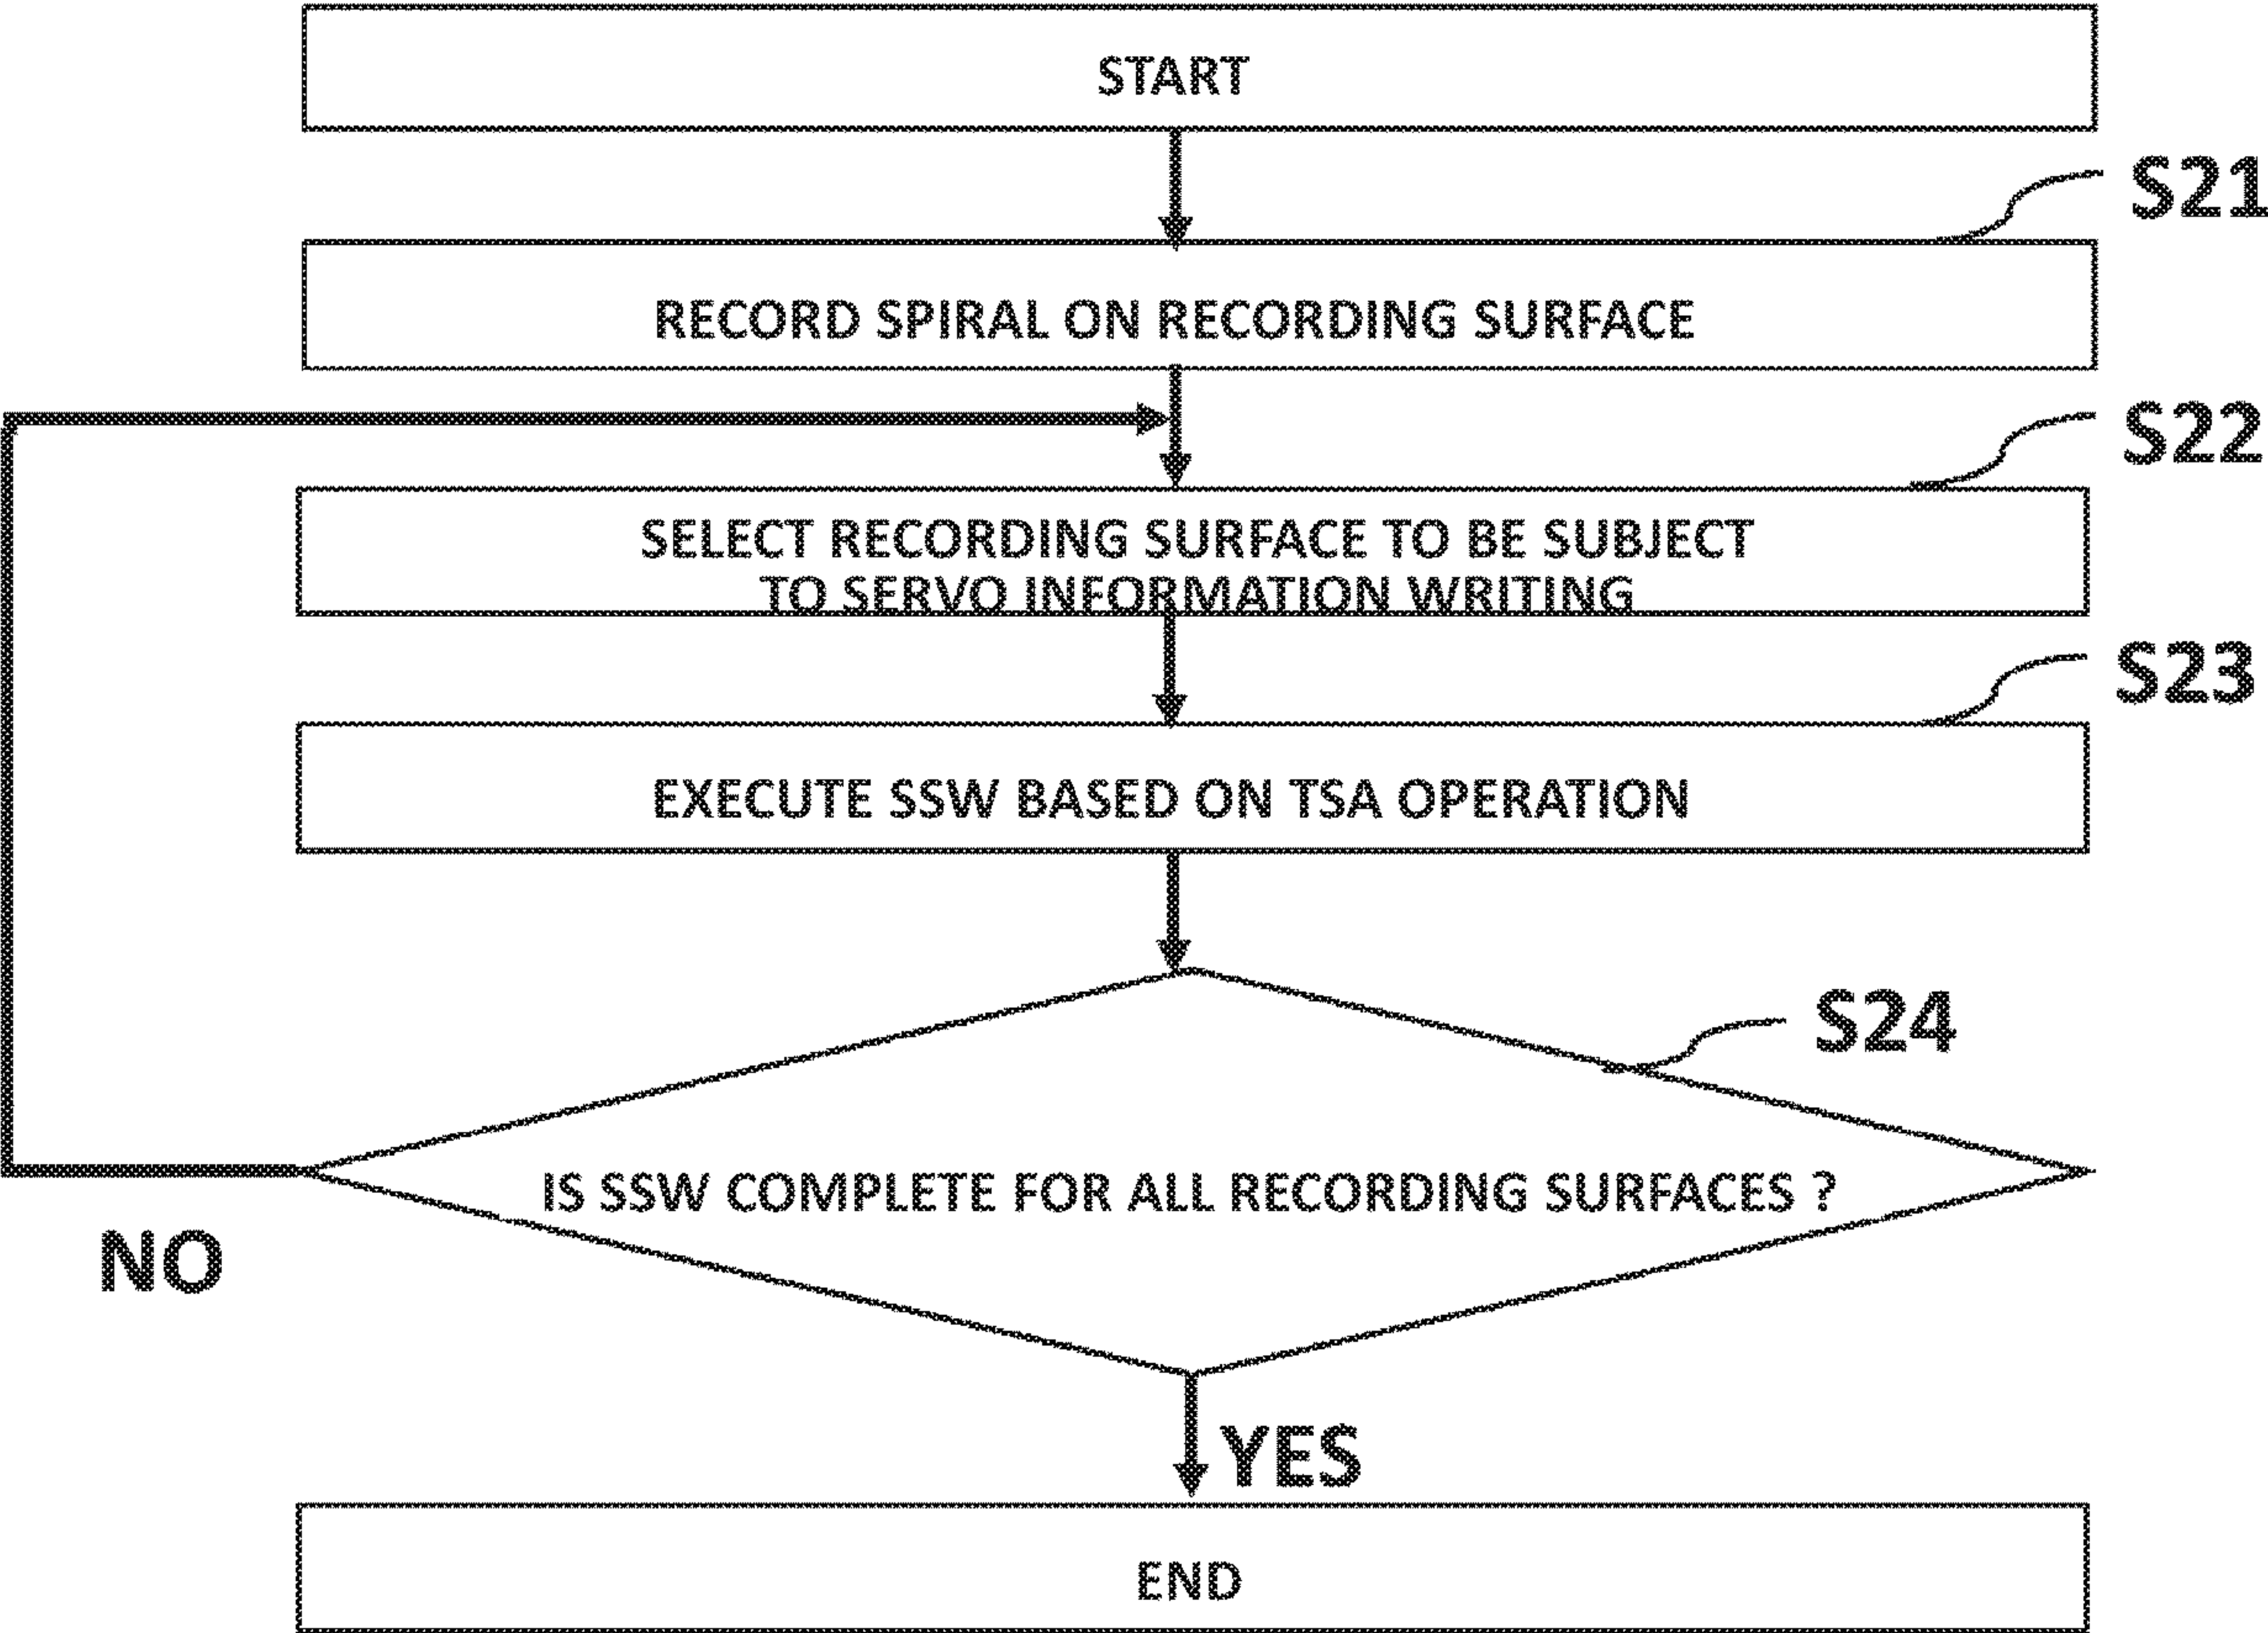 START
S21
RECORD SPIRAL ON RECORDING SURFACE
S22
SELECT RECORDING SURFACE TO BE SUBJECT
TO SERVO INFORMATION WRITING
S23
EXECUTE SSW BASED ON TSA OPERATION
S24
IS SSW COMPLETE FOR ALL RECORDING SURFACES ?
NO
YES
END